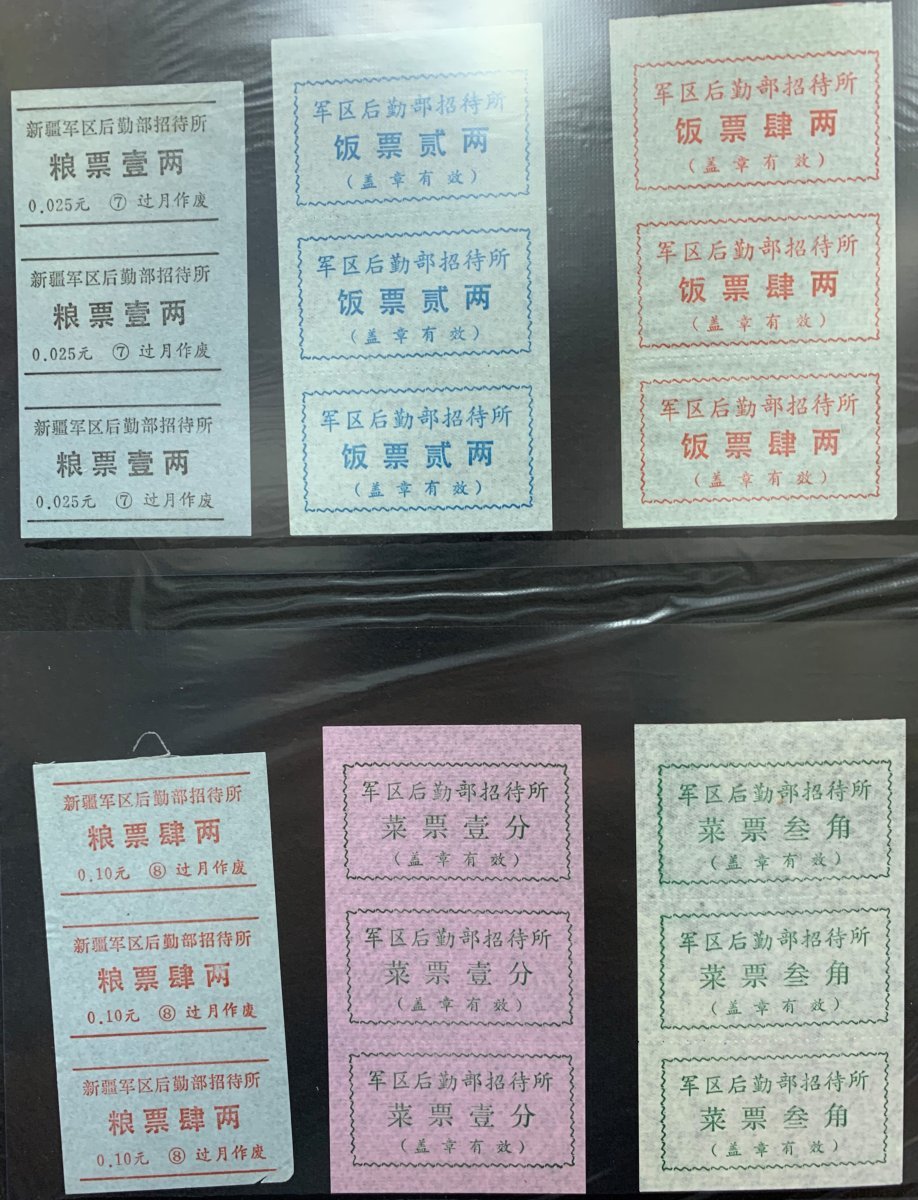 新疆军区后勤部招待所
粮票壹两
0.025元 ⑦ 过月作废
新疆军区后勤部招待所
粮票壹两
0.025元 ⑦ 过月作废
新疆军区后勤部招待所
粮票壹两
0.025元 ⑦ 过月作废
军区后勤部招待所
饭票贰两
(盖章有效)
军区后勤部招待所
饭票贰两
(盖章有效)
军区后勤部招待所
饭票贰两
(盖章有效)
军区后勤部招待所
饭票肆两
(盖章有效)
军区后勤部招待所
饭票肆两
(盖章有效)
军区后勤部招待所
饭票肆两
(盖章有效)
新疆军区后勤部招待所
粮票肆两
0.10元 ⑧ 过月作废
新疆军区后勤部招待所
粮票肆两
0.10元 ⑧ 过月作废
新疆军区后勤部招待所
粮票肆两
0.10元 ⑧ 过月作废
军区后勤部招待所
菜票壹分
(盖章有效)
军区后勤部招待所
菜票壹分
(盖章有效)
军区后勤部招待所
菜票壹分
(盖章有效)
军区后勤部招待所
菜票叁角
(盖章有效)
军区后勤部招待所
菜票叁角
(盖章有效)
军区后勤部招待所
菜票叁角
(盖章有效)